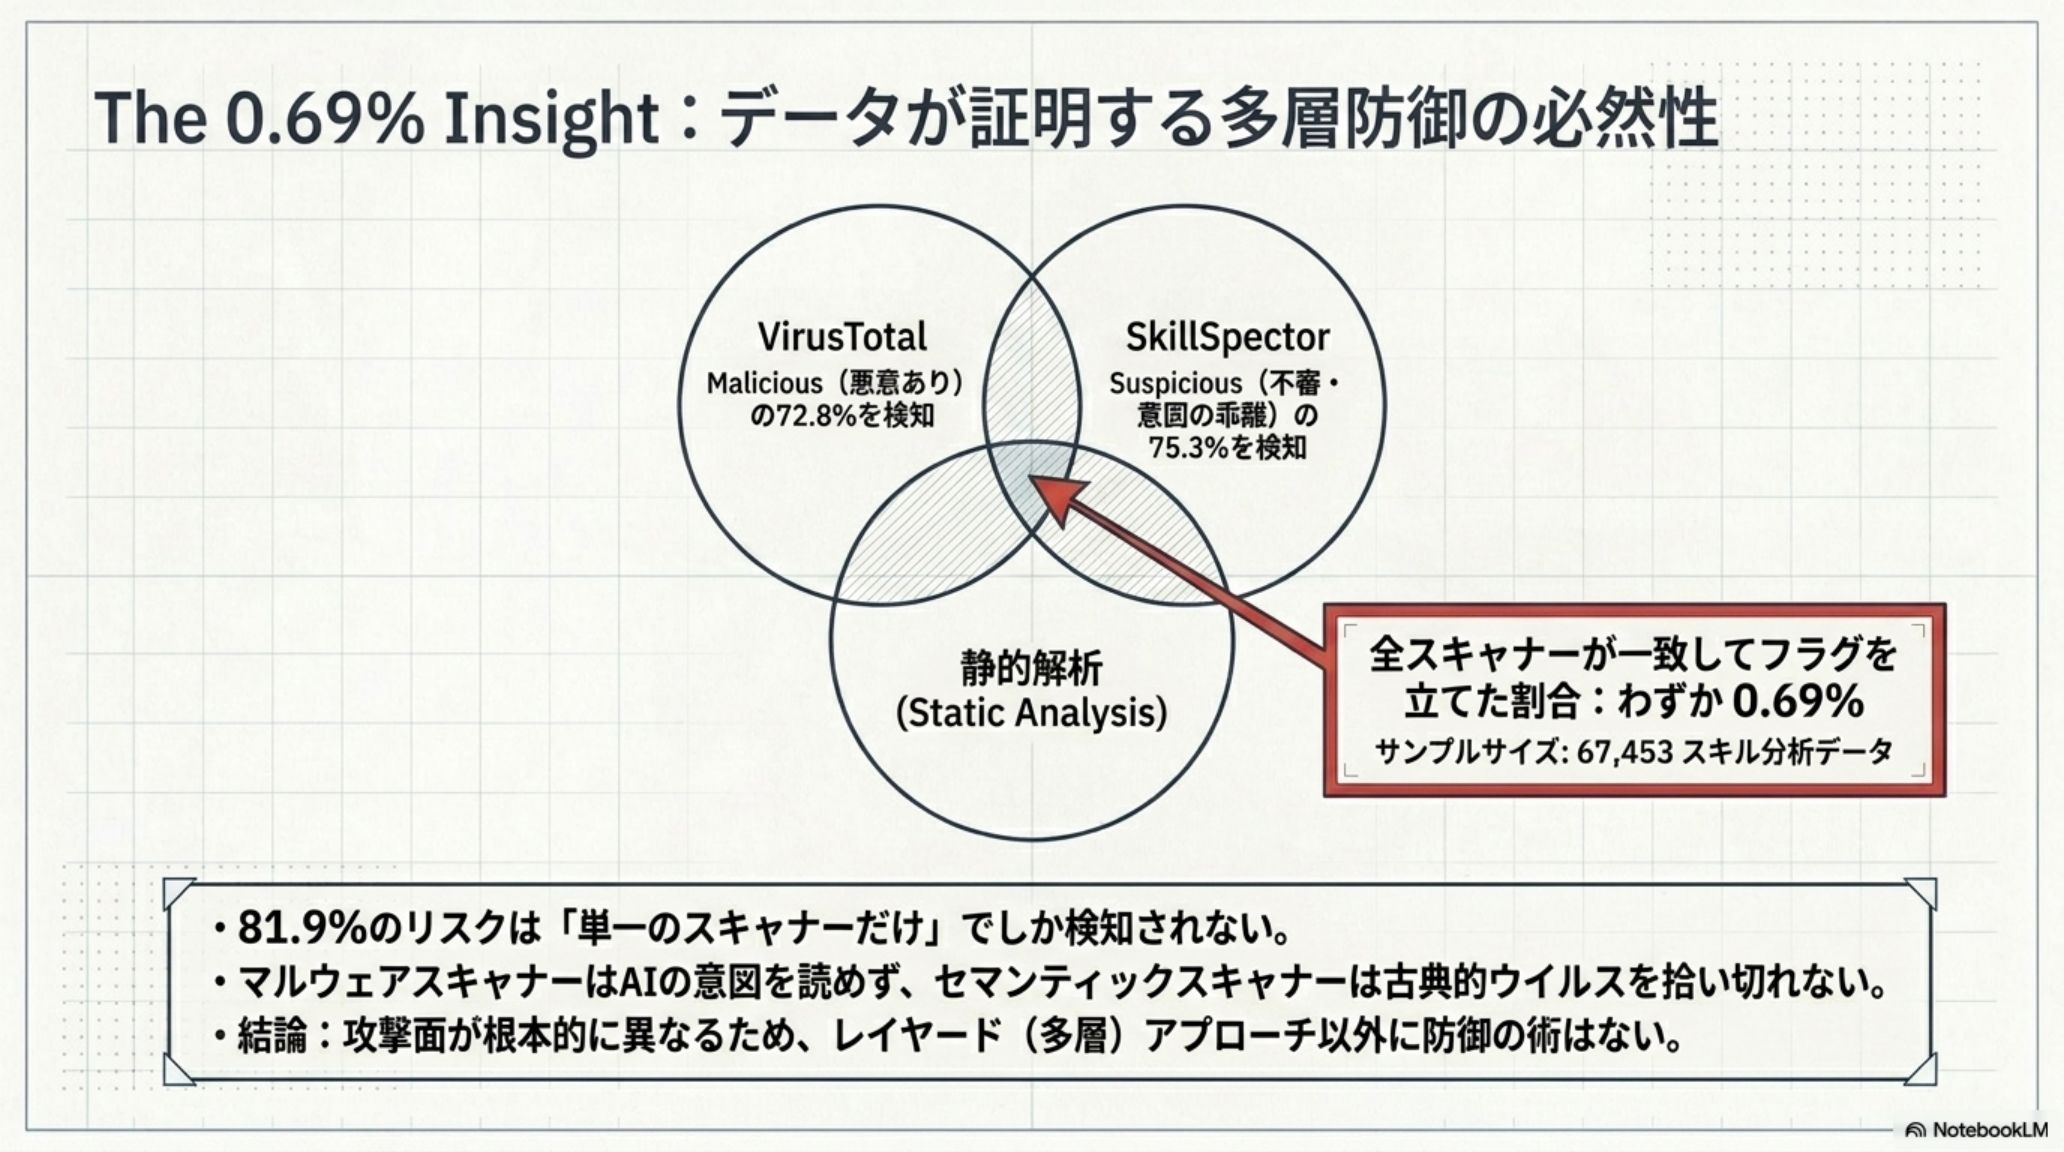 The 0.69% Insight：データが証明する多層防御の必然性
VirusTotal
Malicious（悪意あり）
の72.8%を検知
SkillSpector
Suspicious（不審・
意図の乖離）の
75.3%を検知
静的解析
(Static Analysis)
全スキャナーが一致してフラグを
立てた割合：わずか 0.69%
サンプルサイズ: 67,453 スキル分析データ
・81.9%のリスクは「単一のスキャナーだけ」でしか検知されない。
・マルウェアスキャナーはAIの意図を読めず、セマンティックスキャナーは古典的ウイルスを拾い切れない。
・結論：攻撃面が根本的に異なるため、レイヤード（多層）アプローチ以外に防御の術はない。
NotebookLM